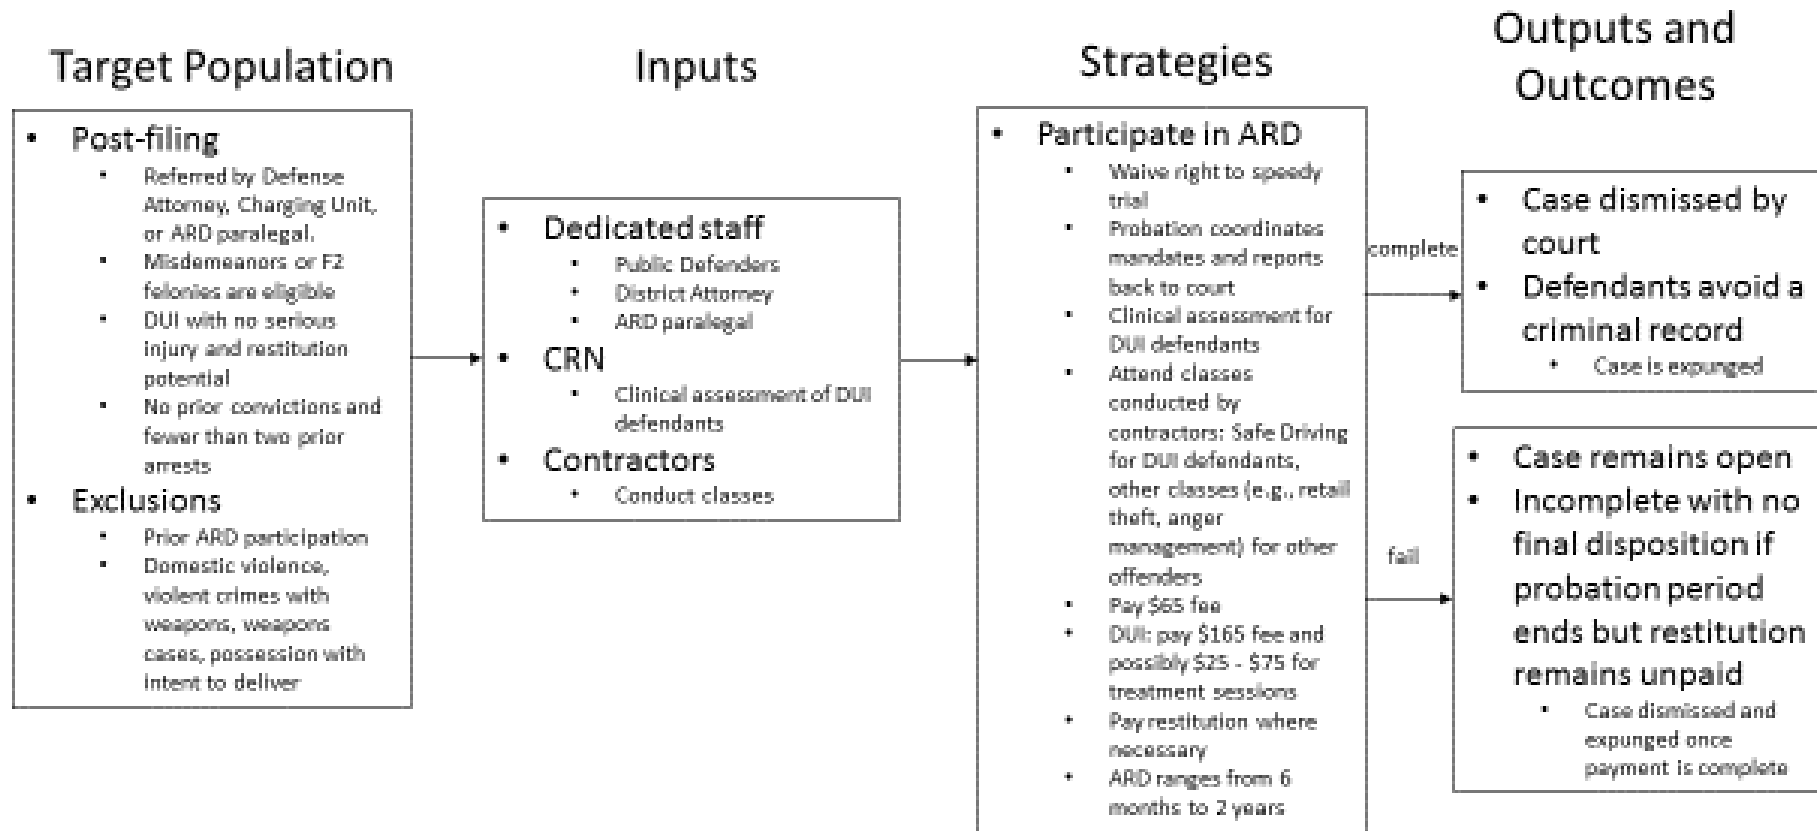 Target Population
• Post-filing
• Referred by Defense
Attorney, Charging Unit,
or ARD paralegal.
• Misdemeanors or F2
felonies are eligible
• DUI with no serious
injury and restitution
potential
• No prior convictions and
fewer than two prior
arrests
• Exclusions
• Prior ARD participation
• Domestic violence,
violent crimes with
weapons, weapons
cases, possession with
intent to deliver
Inputs
• Dedicated staff
• Public Defenders
• District Attorney
• ARD paralegal
• CRN
• Clinical assessment of DUI
defendants
• Contractors
• Conduct classes
Strategies
• Participate in ARD
• Waive right to speedy
trial
• Probation coordinates
mandates and reports
back to court
• Clinical assessment for
DUI defendants
• Attend classes
conducted by
contractors: Safe Driving
for DUI defendants,
other classes (e.g., retail
theft, anger
management) for other
offenders
• Pay $65 fee
• DUI: pay $165 fee and
possibly $25 - $75 for
treatment sessions
• Pay restitution where
necessary
• ARD ranges from 6
months to 2 years
complete
fail
Outputs and
Outcomes
• Case dismissed by
court
• Defendants avoid a
criminal record
• Case is expunged
• Case remains open
• Incomplete with no
final disposition if
probation period
ends but restitution
remains unpaid
• Case dismissed and
expunged once
payment is complete